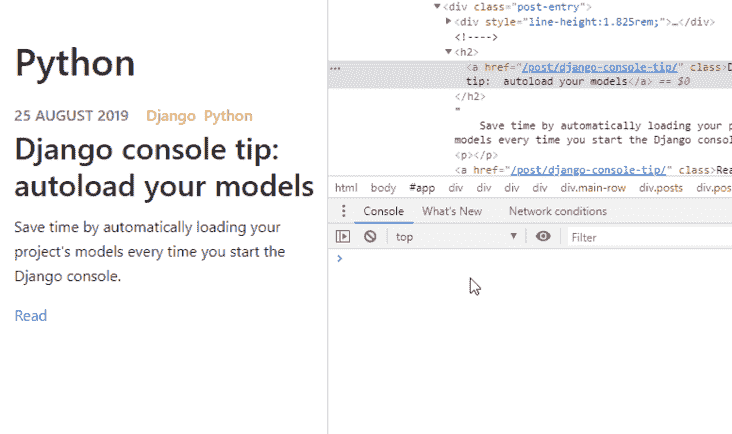 Python
25 AUGUST 2019 Django Python
Django console tip:
autoload your models
Save time by automatically loading your
project's models every time you start the
Django console.
Read
▼<div class="post-entry">
▶<div style="line-height:1.825rem;">…</div>
<!---->
▼<h2>
… <a href="/post/django-console-tip/" class>D
tip:  autoload your models</a> == $0
</h2>
"
Save time by automatically loading your p
models every time you start the Django consol
<p></p>
<a href="/post/django-console-tip/" class>Rea
html body #app div div div div div.main-row div.posts div.pos
Console What's New Network conditions
top ▼ Filter
>